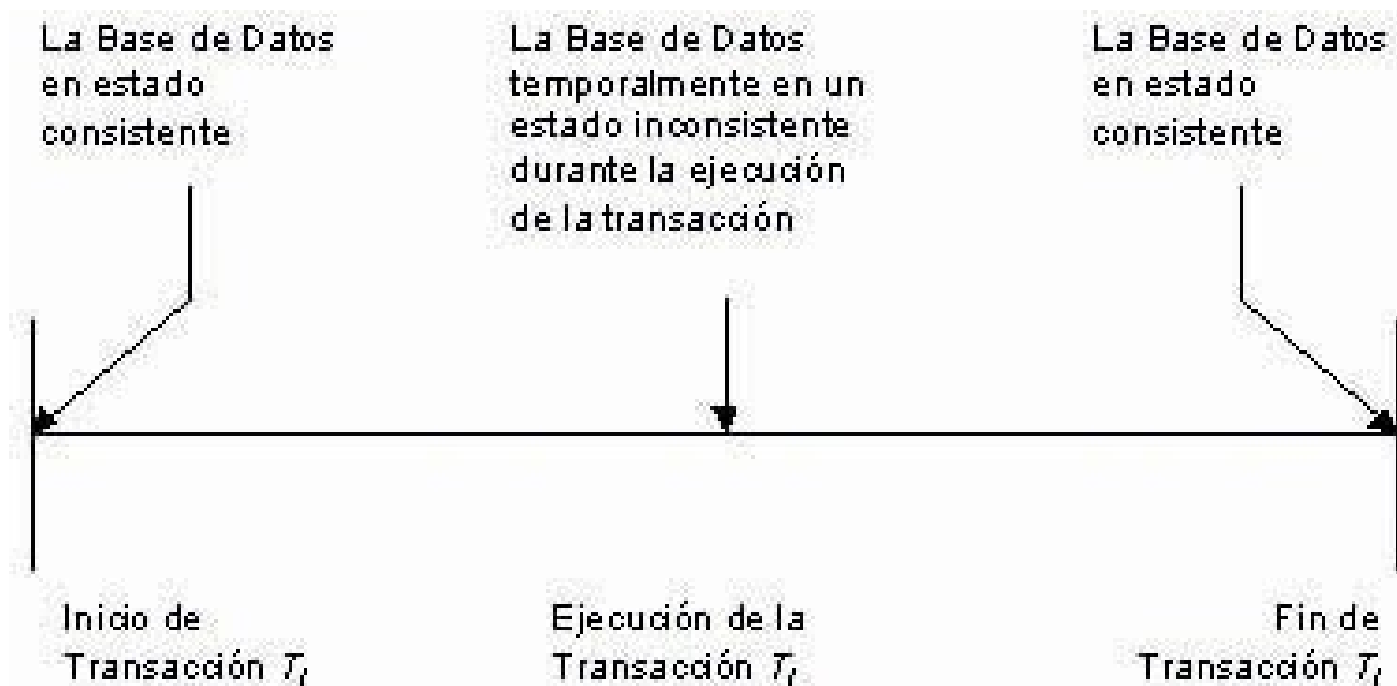 La Base de Datos
en estado
consistente
La Base de Datos
temporalmente en un
estado inconsistente
durante la ejecución
de la transacción
La Base de Datos
en estado
consistente
Inicio de
Transacción Ti
Ejecución de la
Transacción Ti
Fin de
Transacción Ti